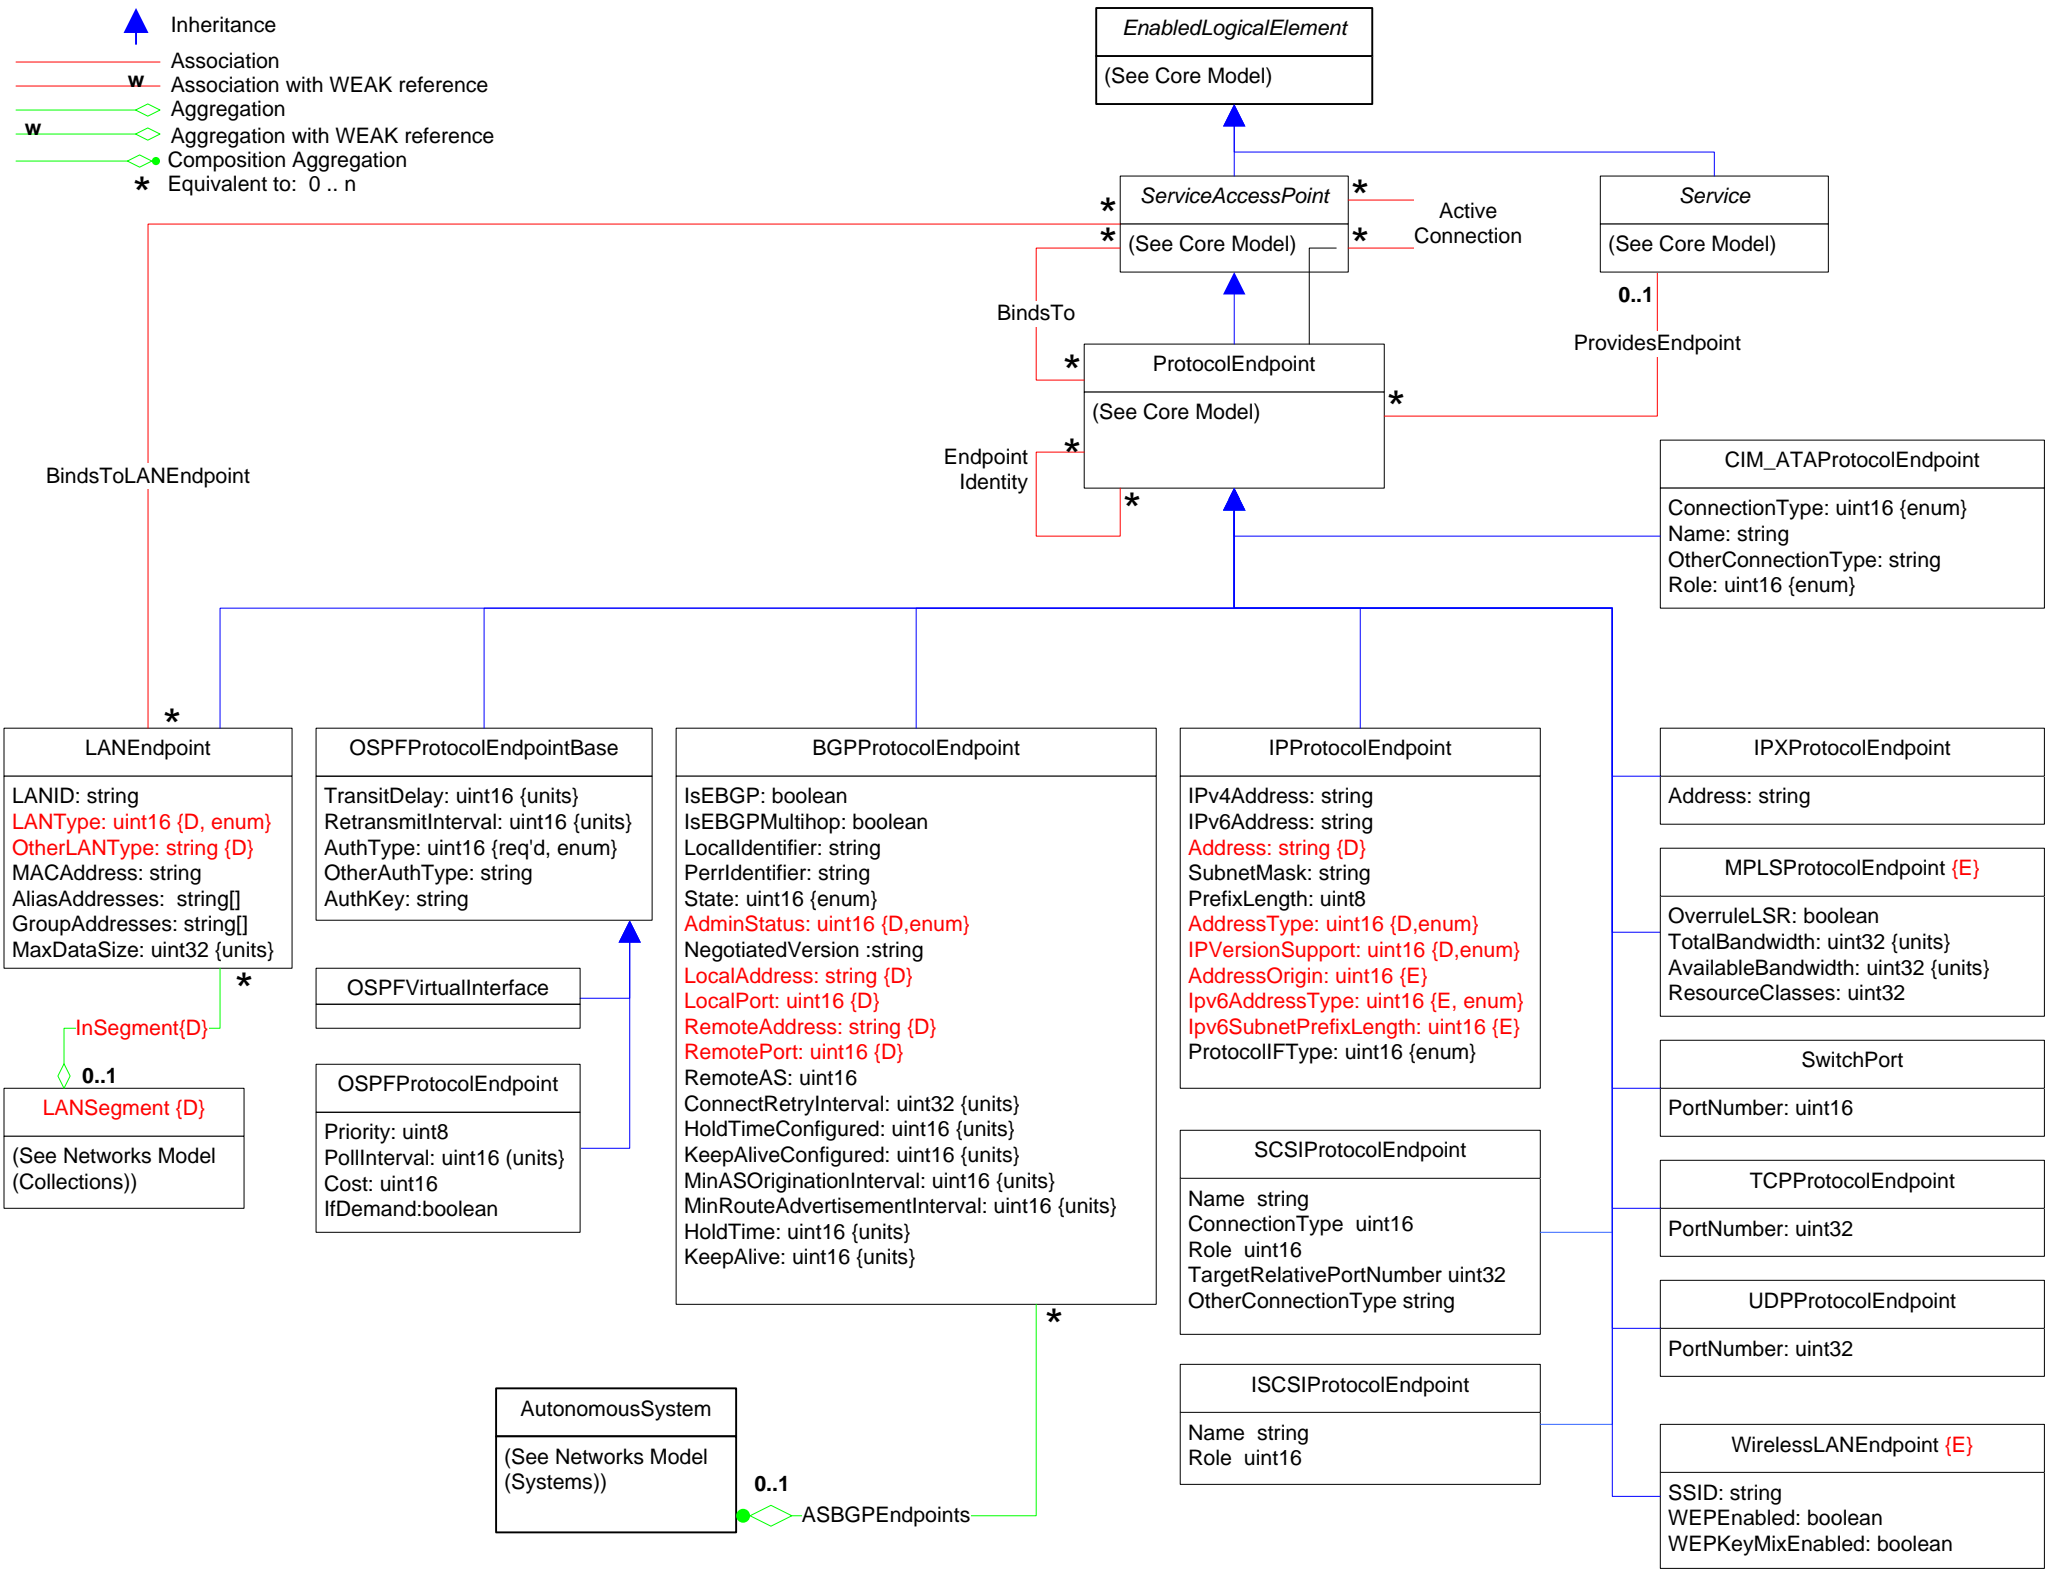 Inheritance
Association
w
Association with WEAK reference
Aggregation
w
Aggregation with WEAK reference
Composition Aggregation
* Equivalent to: 0 .. n
EnabledLogicalElement
(See Core Model)
ServiceAccessPoint
(See Core Model)
*
*
*
*
Active
Connection
Service
(See Core Model)
0..1
ProvidesEndpoint
*
BindsTo
*
ProtocolEndpoint
(See Core Model)
Endpoint
Identity
*
*
BindsToLANEndpoint
*
CIM_ATAProtocolEndpoint
ConnectionType: uint16 {enum}
Name: string
OtherConnectionType: string
Role: uint16 {enum}
LANEndpoint
LANID: string
LANType: uint16 {D, enum}
OtherLANType: string {D}
MACAddress: string
AliasAddresses:  string[]
GroupAddresses: string[]
MaxDataSize: uint32 {units}
*
InSegment{D}
0..1
LANSegment {D}
(See Networks Model
(Collections))
OSPFProtocolEndpointBase
TransitDelay: uint16 {units}
RetransmitInterval: uint16 {units}
AuthType: uint16 {req'd, enum}
OtherAuthType: string
AuthKey: string
OSPFVirtualInterface
OSPFProtocolEndpoint
Priority: uint8
PollInterval: uint16 (units}
Cost: uint16
IfDemand:boolean
BGPProtocolEndpoint
IsEBGP: boolean
IsEBGPMultihop: boolean
LocalIdentifier: string
PerrIdentifier: string
State: uint16 {enum}
AdminStatus: uint16 {D,enum}
NegotiatedVersion :string
LocalAddress: string {D}
LocalPort: uint16 {D}
RemoteAddress: string {D}
RemotePort: uint16 {D}
RemoteAS: uint16
ConnectRetryInterval: uint32 {units}
HoldTimeConfigured: uint16 {units}
KeepAliveConfigured: uint16 {units}
MinASOriginationInterval: uint16 {units}
MinRouteAdvertisementInterval: uint16 {units}
HoldTime: uint16 {units}
KeepAlive: uint16 {units}
*
AutonomousSystem
(See Networks Model
(Systems))
0..1
ASBGPEndpoints
IPProtocolEndpoint
IPv4Address: string
IPv6Address: string
Address: string {D}
SubnetMask: string
PrefixLength: uint8
AddressType: uint16 {D,enum}
IPVersionSupport: uint16 {D,enum}
AddressOrigin: uint16 {E}
Ipv6AddressType: uint16 {E, enum}
Ipv6SubnetPrefixLength: uint16 {E}
ProtocolIFType: uint16 {enum}
SCSIProtocolEndpoint
Name  string
ConnectionType  uint16
Role  uint16
TargetRelativePortNumber uint32
OtherConnectionType string
ISCSIProtocolEndpoint
Name  string
Role  uint16
IPXProtocolEndpoint
Address: string
MPLSProtocolEndpoint {E}
OverruleLSR: boolean
TotalBandwidth: uint32 {units}
AvailableBandwidth: uint32 {units}
ResourceClasses: uint32
SwitchPort
PortNumber: uint16
TCPProtocolEndpoint
PortNumber: uint32
UDPProtocolEndpoint
PortNumber: uint32
WirelessLANEndpoint {E}
SSID: string
WEPEnabled: boolean
WEPKeyMixEnabled: boolean